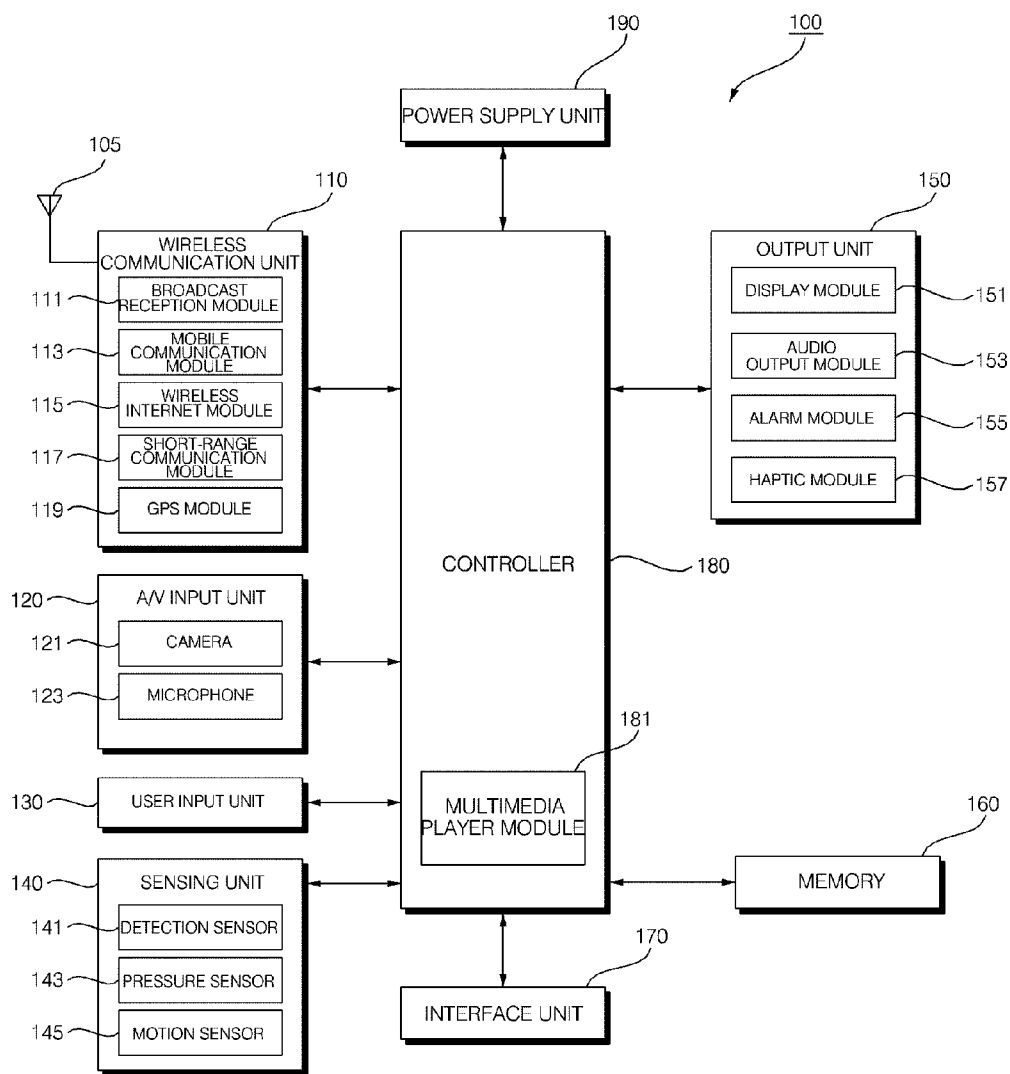 190
100
POWER SUPPLY UNIT
105
110
WIRELESS
COMMUNICATION UNIT
111
BROADCAST
RECEPTION MODULE
113
MOBILE
COMMUNICATION
MODULE
115
WIRELESS
INTERNET MODULE
117
SHORT-RANGE
COMMUNICATION
MODULE
119
GPS MODULE
150
OUTPUT UNIT
DISPLAY MODULE
151
AUDIO
OUTPUT MODULE
153
ALARM MODULE
155
HAPTIC MODULE
157
CONTROLLER
180
120
A/V INPUT UNIT
121
CAMERA
123
MICROPHONE
181
MULTIMEDIA
PLAYER MODULE
130
USER INPUT UNIT
160
MEMORY
140
SENSING UNIT
141
DETECTION SENSOR
143
PRESSURE SENSOR
145
MOTION SENSOR
170
INTERFACE UNIT